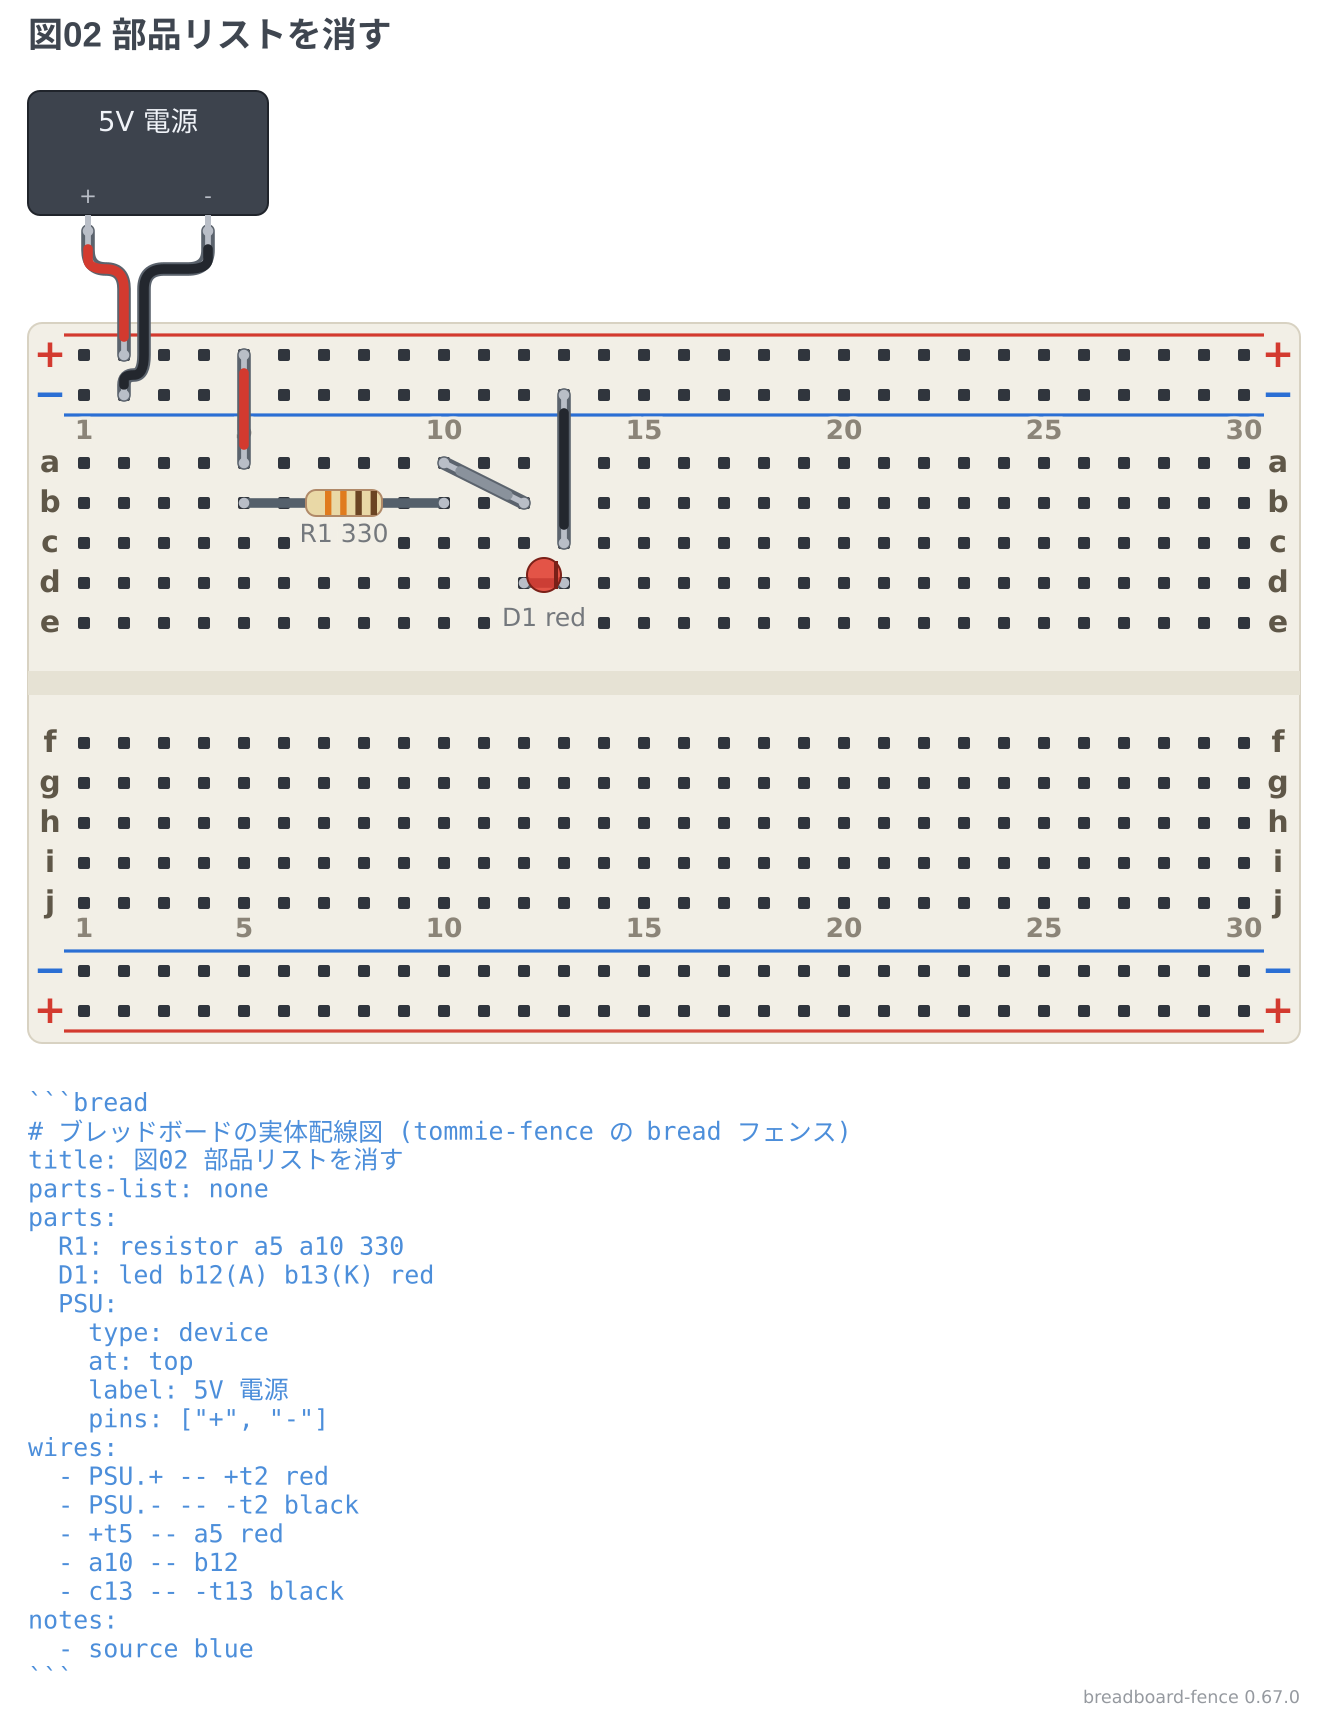 図02 部品リストを消す
5V 電源
+ -
+ +
− −
1 10 15 20 25 30
a a
b b
R1 330
c c
d d
D1 red
e e
f f
g g
h h
i i
j j
1 5 10 15 20 25 30
− −
+ +
```bread
# ブレッドボードの実体配線図 (tommie-fence の bread フェンス)
title: 図02 部品リストを消す
parts-list: none
parts:
  R1: resistor a5 a10 330
  D1: led b12(A) b13(K) red
  PSU:
    type: device
    at: top
    label: 5V 電源
    pins: ["+", "-"]
wires:
  - PSU.+ -- +t2 red
  - PSU.- -- -t2 black
  - +t5 -- a5 red
  - a10 -- b12
  - c13 -- -t13 black
notes:
  - source blue
```
breadboard-fence 0.67.0